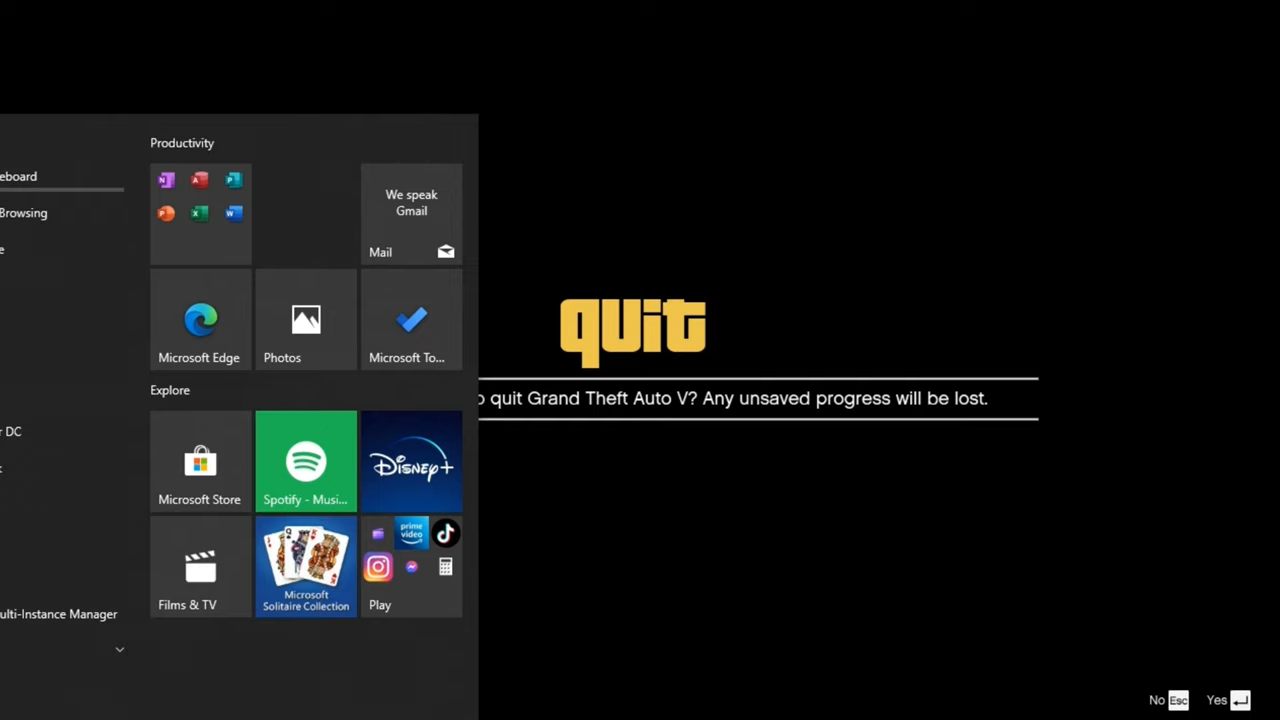 Productivity
eboard
Browsing
e
We speak
Gmail
Mail
Microsoft Edge
Photos
Microsoft To...
Explore
r DC
Microsoft Store
Spotify - Musi...
Disney+
Films & TV
Microsoft
Solitaire Collection
prime
video
Play
ulti-Instance Manager
quit
o quit Grand Theft Auto V? Any unsaved progress will be lost.
No Esc Yes